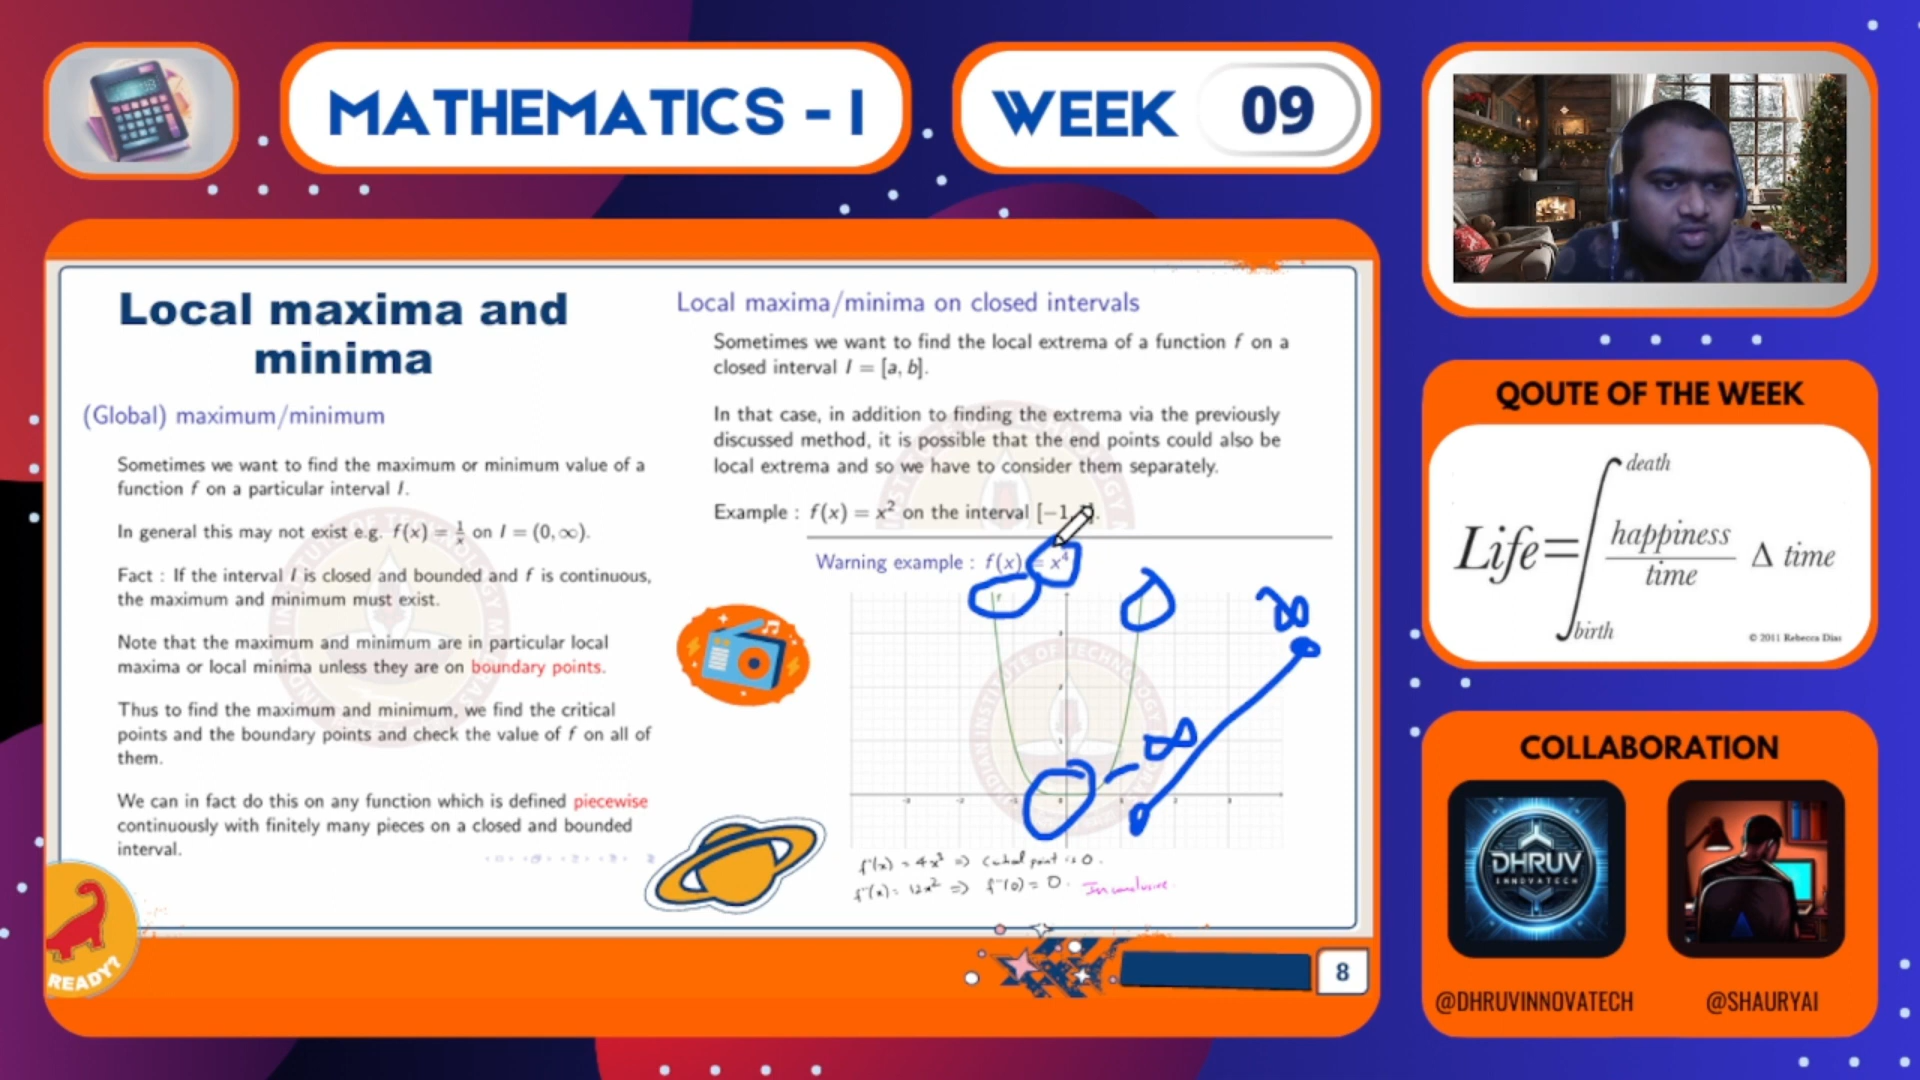 MATHEMATICS - I
WEEK 09
Local maxima and
minima
(Global) maximum/minimum
Sometimes we want to find the maximum or minimum value of a
function f on a particular interval I.
In general this may not exist e.g. f(x) = 1/x on I = (0, ∞).
Fact : If the interval I is closed and bounded and f is continuous,
the maximum and minimum must exist.
Note that the maximum and minimum are in particular local
maxima or local minima unless they are on boundary points.
Thus to find the maximum and minimum, we find the critical
points and the boundary points and check the value of f on all of
them.
We can in fact do this on any function which is defined piecewise
continuously with finitely many pieces on a closed and bounded
interval.
Local maxima/minima on closed intervals
Sometimes we want to find the local extrema of a function f on a
closed interval I = [a, b].
In that case, in addition to finding the extrema via the previously
discussed method, it is possible that the end points could also be
local extrema and so we have to consider them separately.
Example : f(x) = x² on the interval [−1,
Warning example : f(x) = x⁴
∞
- ∞
f'(x) = 4x³ => Critical point is 0.
f''(x) = 12x² => f''(0) = 0. Inconclusive.
READY?
8
QOUTE OF THE WEEK
death
Life = ∫ happiness/time Δ time
birth
© 2011 Rebecca Dias
COLLABORATION
DHRUV
INNOVATECH
@DHRUVINNOVATECH
@SHAURYAI